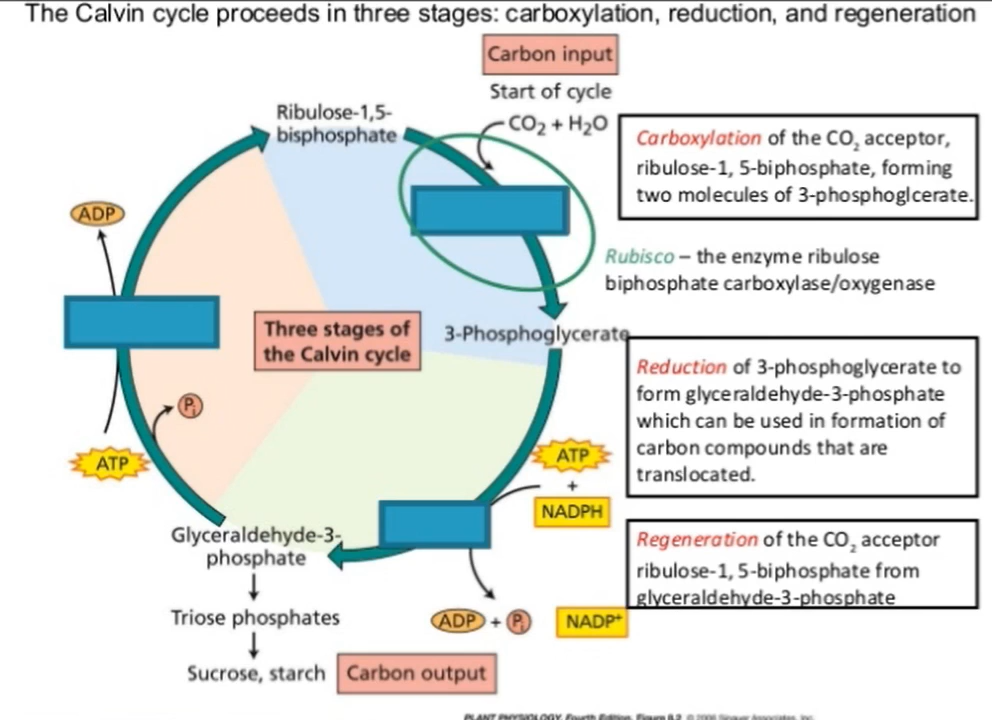 The Calvin cycle proceeds in three stages: carboxylation, reduction, and regeneration
Carbon input
Start of cycle
CO₂ + H₂O
Ribulose-1,5-
bisphosphate
Carboxylation of the CO₂ acceptor,
ribulose-1, 5-biphosphate, forming
two molecules of 3-phosphoglcerate.
Rubisco – the enzyme ribulose
biphosphate carboxylase/oxygenase
ADP
Three stages of
the Calvin cycle
3-Phosphoglycerate
Reduction of 3-phosphoglycerate to
form glyceraldehyde-3-phosphate
which can be used in formation of
carbon compounds that are
translocated.
Pi
ATP
ATP
+
NADPH
Glyceraldehyde-3-
phosphate
Regeneration of the CO₂ acceptor
ribulose-1, 5-biphosphate from
glyceraldehyde-3-phosphate
Triose phosphates
ADP + Pi
NADP⁺
Sucrose, starch
Carbon output
PLANT PHYSIOLOGY, Fourth Edition, Figure 8.2 © 2006 Sinauer Associates, Inc.